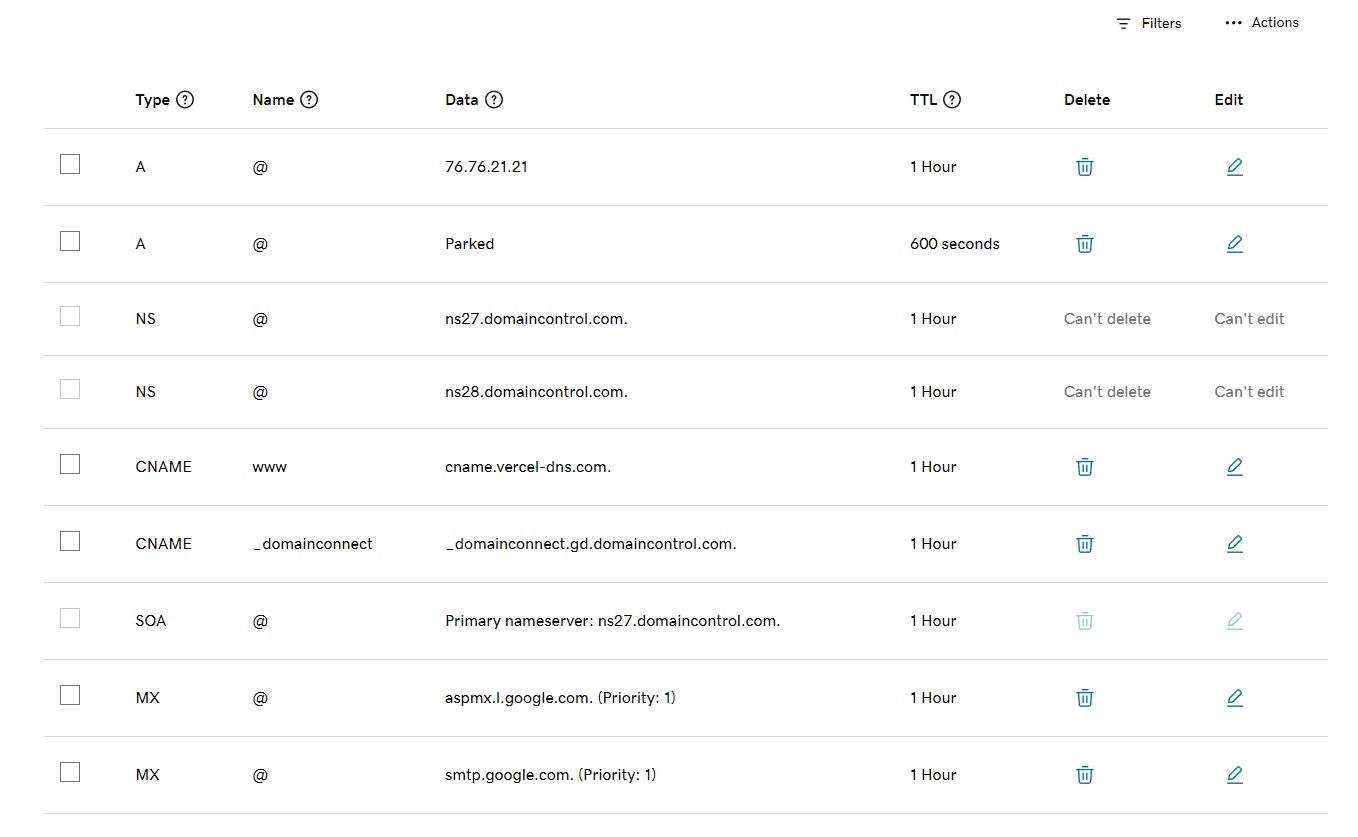 Filters Actions
Type ? Name ? Data ? TTL ? Delete Edit
A @ 76.76.21.21 1 Hour
A @ Parked 600 seconds
NS @ ns27.domaincontrol.com. 1 Hour Can't delete Can't edit
NS @ ns28.domaincontrol.com. 1 Hour Can't delete Can't edit
CNAME www cname.vercel-dns.com. 1 Hour
CNAME _domainconnect _domainconnect.gd.domaincontrol.com. 1 Hour
SOA @ Primary nameserver: ns27.domaincontrol.com. 1 Hour
MX @ aspmx.l.google.com. (Priority: 1) 1 Hour
MX @ smtp.google.com. (Priority: 1) 1 Hour